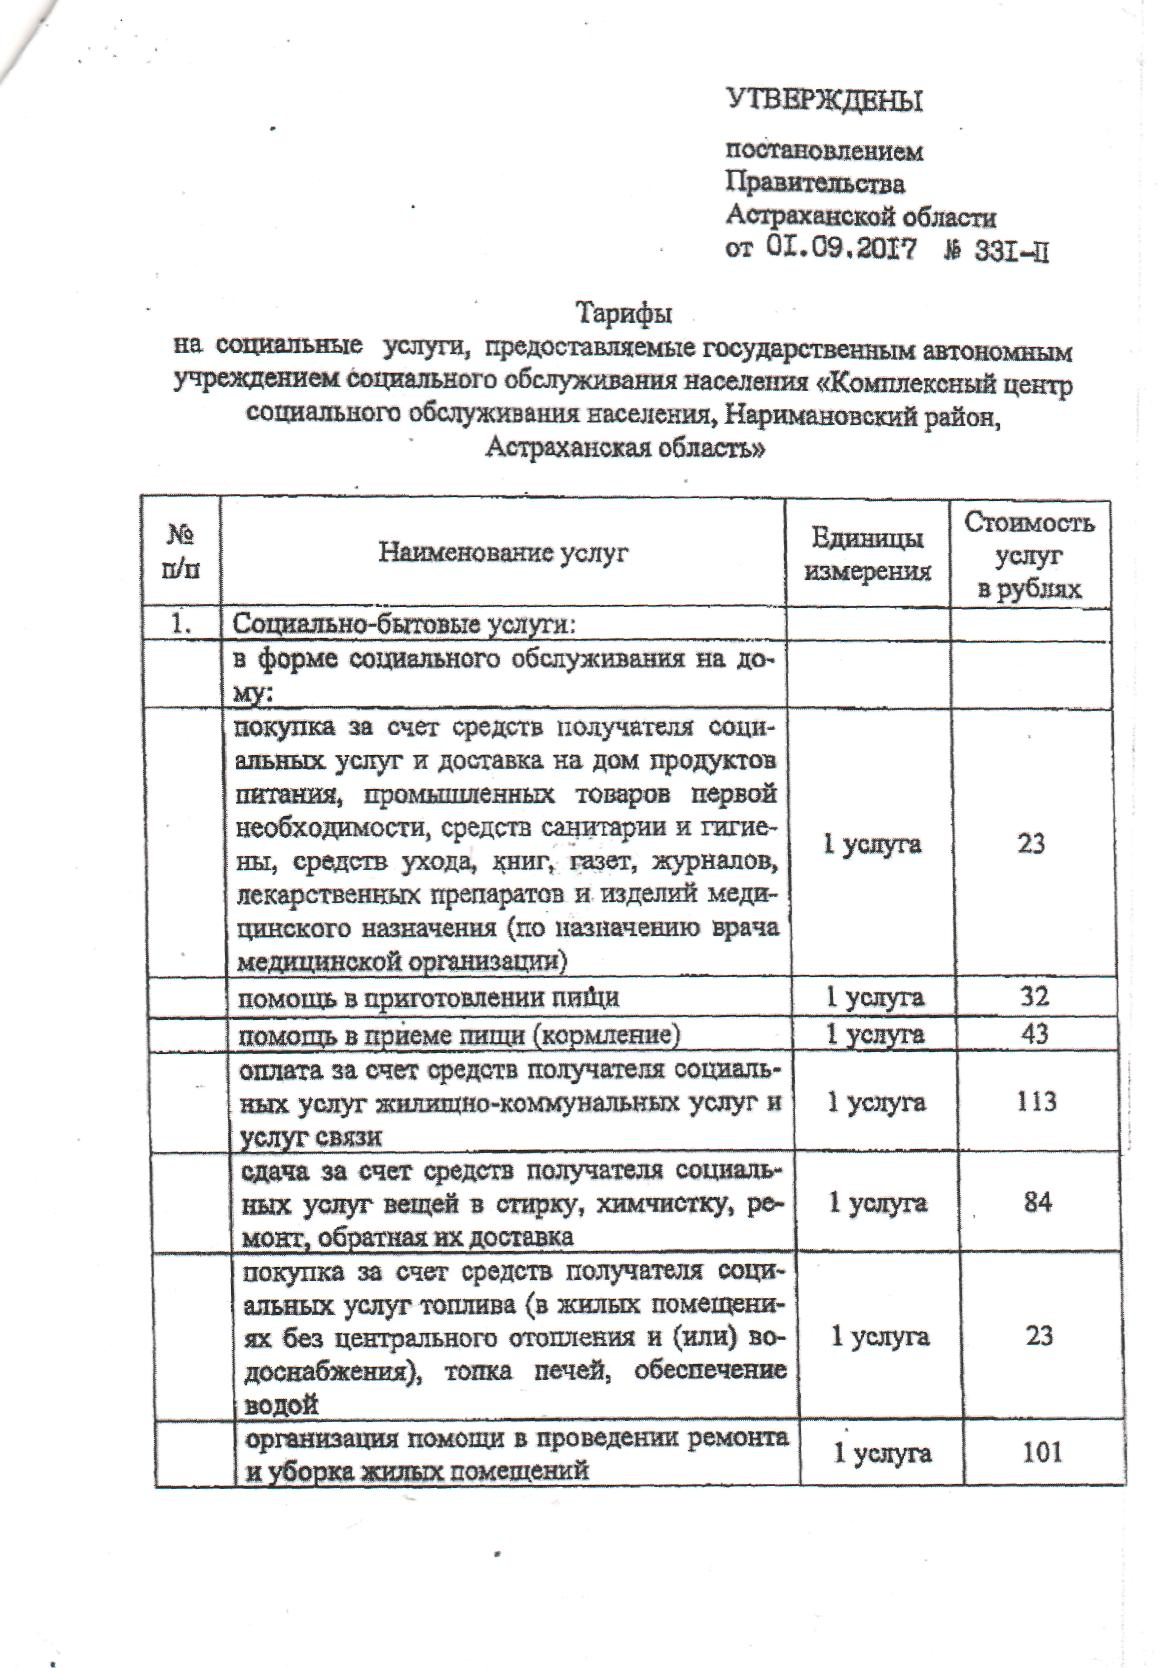 УТВЕРЖДЕНЫ
постановлением
Правительства
Астраханской области
от 01.09.2017 № 331-П
Тарифы
на социальные услуги, предоставляемые государственным автономным
учреждением социального обслуживания населения «Комплексный центр
социального обслуживания населения, Наримановский район,
Астраханская область»
№
п/п
Наименование услуг
Единицы
измерения
Стоимость
услуг
в рублях
1. Социально-бытовые услуги:
в форме социального обслуживания на до-
му:
покупка за счет средств получателя соци-
альных услуг и доставка на дом продуктов
питания, промышленных товаров первой
необходимости, средств санитарии и гигие-
ны, средств ухода, книг, газет, журналов,
лекарственных препаратов и изделий меди-
цинского назначения (по назначению врача
медицинской организации)
1 услуга 23
помощь в приготовлении пищи 1 услуга 32
помощь в приеме пищи (кормление) 1 услуга 43
оплата за счет средств получателя социаль-
ных услуг жилищно-коммунальных услуг и
услуг связи
1 услуга 113
сдача за счет средств получателя социаль-
ных услуг вещей в стирку, химчистку, ре-
монт, обратная их доставка
1 услуга 84
покупка за счет средств получателя соци-
альных услуг топлива (в жилых помещени-
ях без центрального отопления и (или) во-
доснабжения), топка печей, обеспечение
водой
1 услуга 23
организация помощи в проведении ремонта
и уборка жилых помещений
1 услуга 101